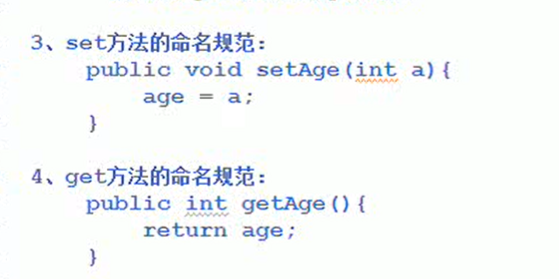 3、set方法的命名规范：
public void setAge(int a){
age = a;
}
4、get方法的命名规范：
public int getAge(){
return age;
}